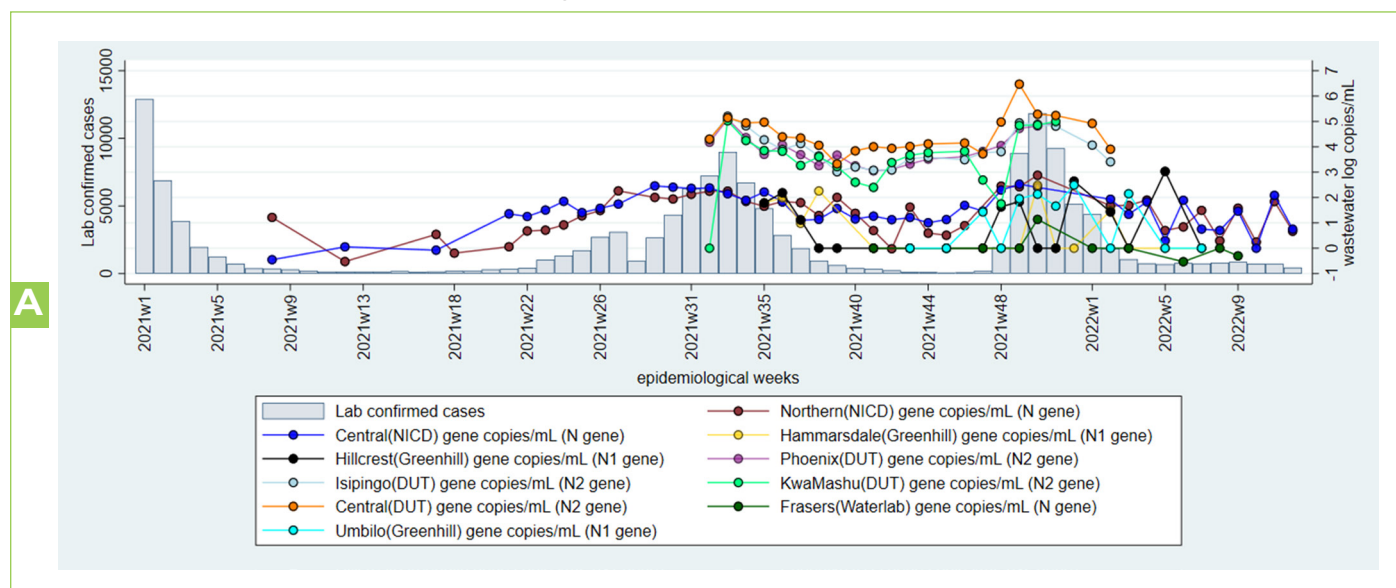 A
Lab confirmed cases
15000
10000
5000
0
7
6
5
4
3
2
1
0
-1
wastewater log copies/mL
2021w1
2021w5
2021w9
2021w13
2021w18
2021w22
2021w26
2021w31
2021w35
2021w40
2021w44
2021w48
2022w1
2022w5
2022w9
epidemiological weeks
Lab confirmed cases
Northern(NICD) gene copies/mL (N gene)
Central(NICD) gene copies/mL (N gene)
Hammarsdale(Greenhill) gene copies/mL (N1 gene)
Hillcrest(Greenhill) gene copies/mL (N1 gene)
Phoenix(DUT) gene copies/mL (N2 gene)
Isipingo(DUT) gene copies/mL (N2 gene)
KwaMashu(DUT) gene copies/mL (N2 gene)
Central(DUT) gene copies/mL (N2 gene)
Frasers(Waterlab) gene copies/mL (N gene)
Umbilo(Greenhill) gene copies/mL (N1 gene)